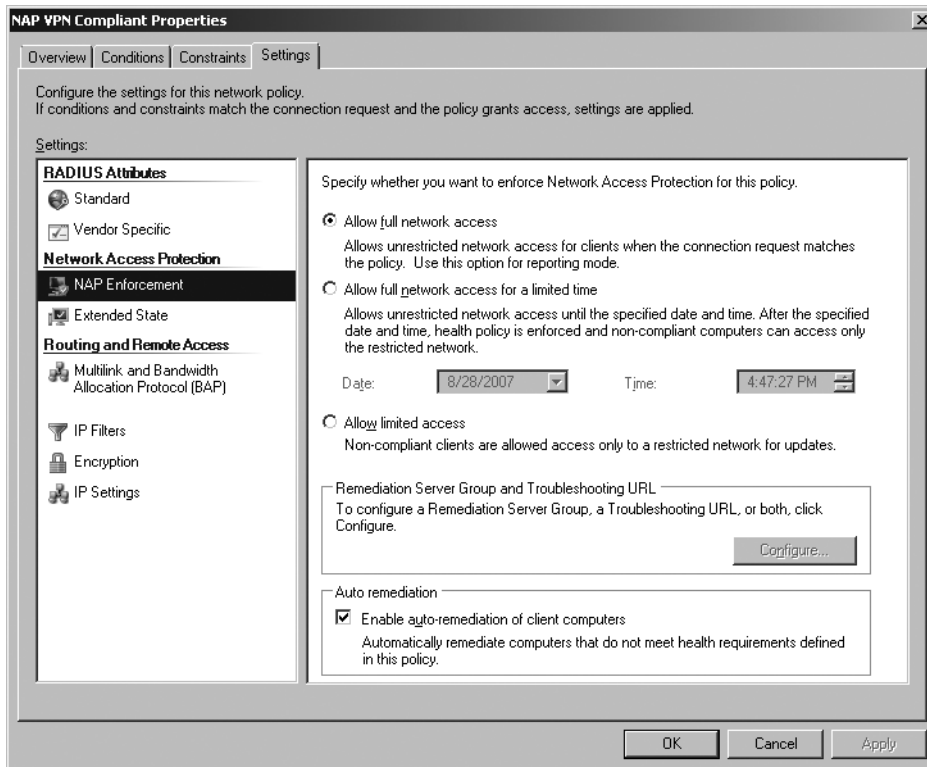 NAP VPN Compliant Properties
Overview
Conditions
Constraints
Settings
Configure the settings for this network policy.
If conditions and constraints match the connection request and the policy grants access, settings are applied.
Settings:
RADIUS Attributes
Standard
Vendor Specific
Network Access Protection
NAP Enforcement
Extended State
Routing and Remote Access
Multilink and Bandwidth
Allocation Protocol (BAP)
IP Filters
Encryption
IP Settings
Specify whether you want to enforce Network Access Protection for this policy.
Allow full network access
Allows unrestricted network access for clients when the connection request matches
the policy. Use this option for reporting mode.
Allow full network access for a limited time
Allows unrestricted network access until the specified date and time. After the specified
date and time, health policy is enforced and non-compliant computers can access only
the restricted network.
Date: 8/28/2007 Time: 4:47:27 PM
Allow limited access
Non-compliant clients are allowed access only to a restricted network for updates.
Remediation Server Group and Troubleshooting URL
To configure a Remediation Server Group, a Troubleshooting URL, or both, click
Configure.
Configure...
Auto remediation
Enable auto-remediation of client computers
Automatically remediate computers that do not meet health requirements defined
in this policy.
OK
Cancel
Apply